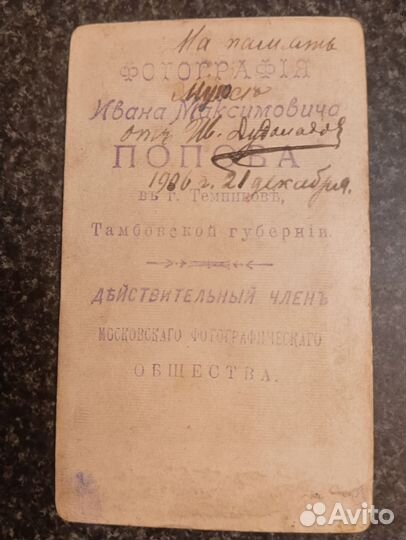 На память
ФОТОГРАФІЯ
Ивана Максимовича
отъ
ПОПОВА
1906 г. 21 декабря.
въ г. Темниковѣ,
Тамбовской губерніи.
ДѢЙСТВИТЕЛЬНЫЙ ЧЛЕНЪ
МОСКОВСКАГО ФОТОГРАФИЧЕСКАГО
ОБЩЕСТВА.
Avito